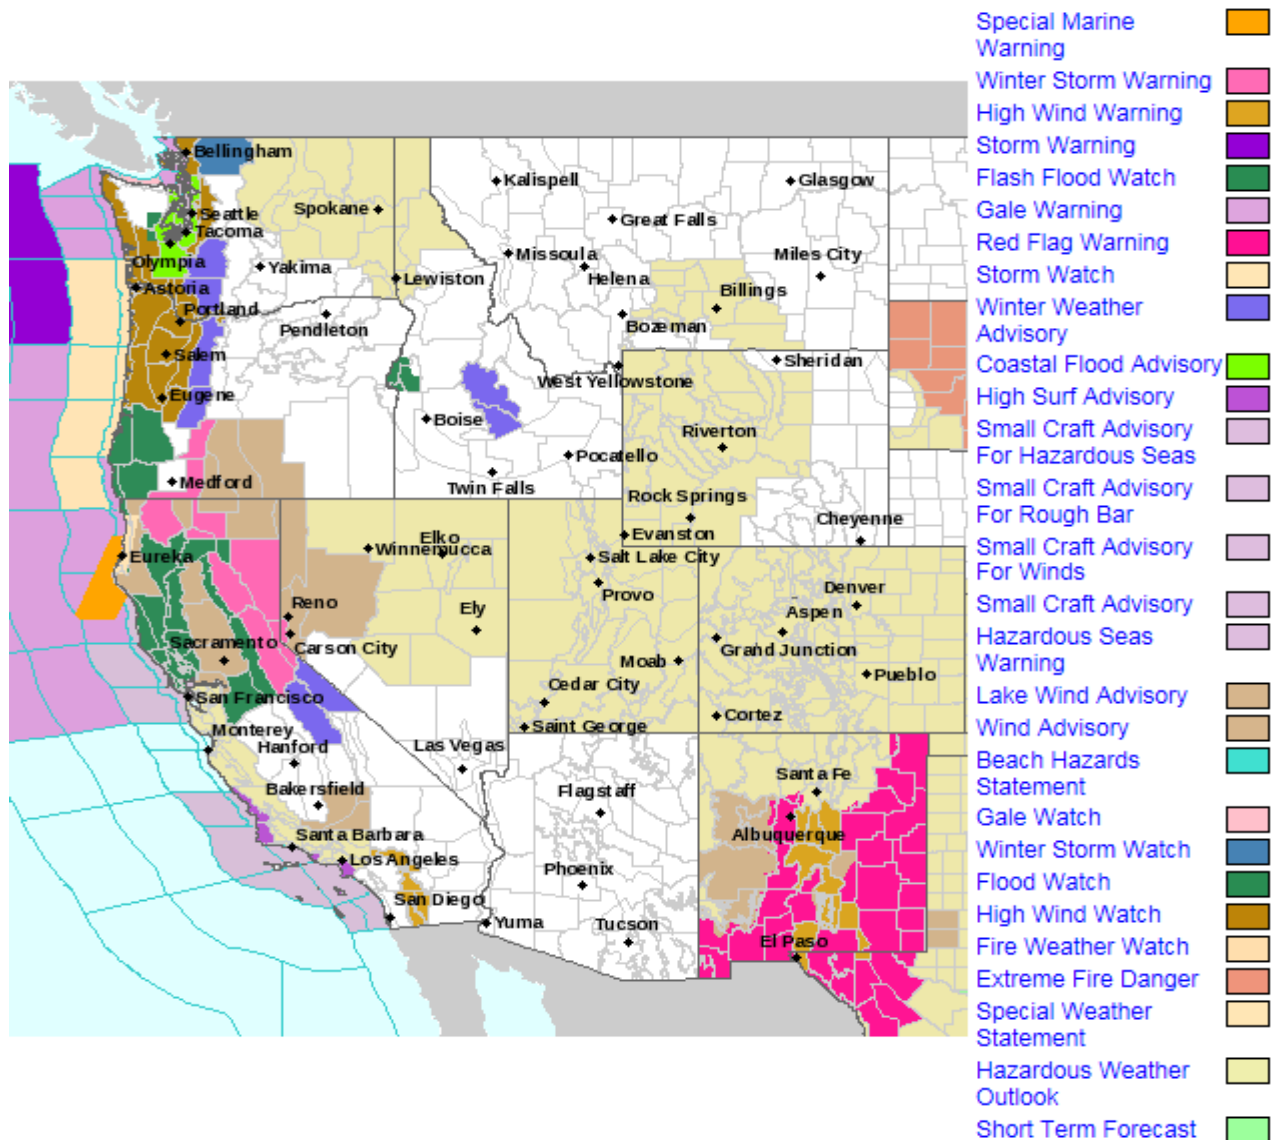 Special Marine
Warning
Winter Storm Warning
High Wind Warning
Storm Warning
Flash Flood Watch
Gale Warning
Red Flag Warning
Storm Watch
Winter Weather
Advisory
Coastal Flood Advisory
High Surf Advisory
Small Craft Advisory
For Hazardous Seas
Small Craft Advisory
For Rough Bar
Small Craft Advisory
For Winds
Small Craft Advisory
Hazardous Seas
Warning
Lake Wind Advisory
Wind Advisory
Beach Hazards
Statement
Gale Watch
Winter Storm Watch
Flood Watch
High Wind Watch
Fire Weather Watch
Extreme Fire Danger
Special Weather
Statement
Hazardous Weather
Outlook
Short Term Forecast
Bellingham
Seattle
Tacoma
Olympia
Astoria
Portland
Salem
Eugene
Medford
Spokane
Yakima
Lewiston
Pendleton
Kalispell
Glasgow
Great Falls
Missoula
Helena
Miles City
Billings
Bozeman
West Yellowstone
Sheridan
Boise
Pocatello
Twin Falls
Riverton
Rock Springs
Cheyenne
Evanston
Eureka
Elko
Winnemucca
Ely
Reno
Carson City
Sacramento
San Francisco
Monterey
Hanford
Bakersfield
Santa Barbara
Los Angeles
San Diego
Las Vegas
Yuma
Salt Lake City
Provo
Moab
Cedar City
Saint George
Denver
Aspen
Grand Junction
Pueblo
Cortez
Flagstaff
Phoenix
Tucson
Santa Fe
Albuquerque
El Paso